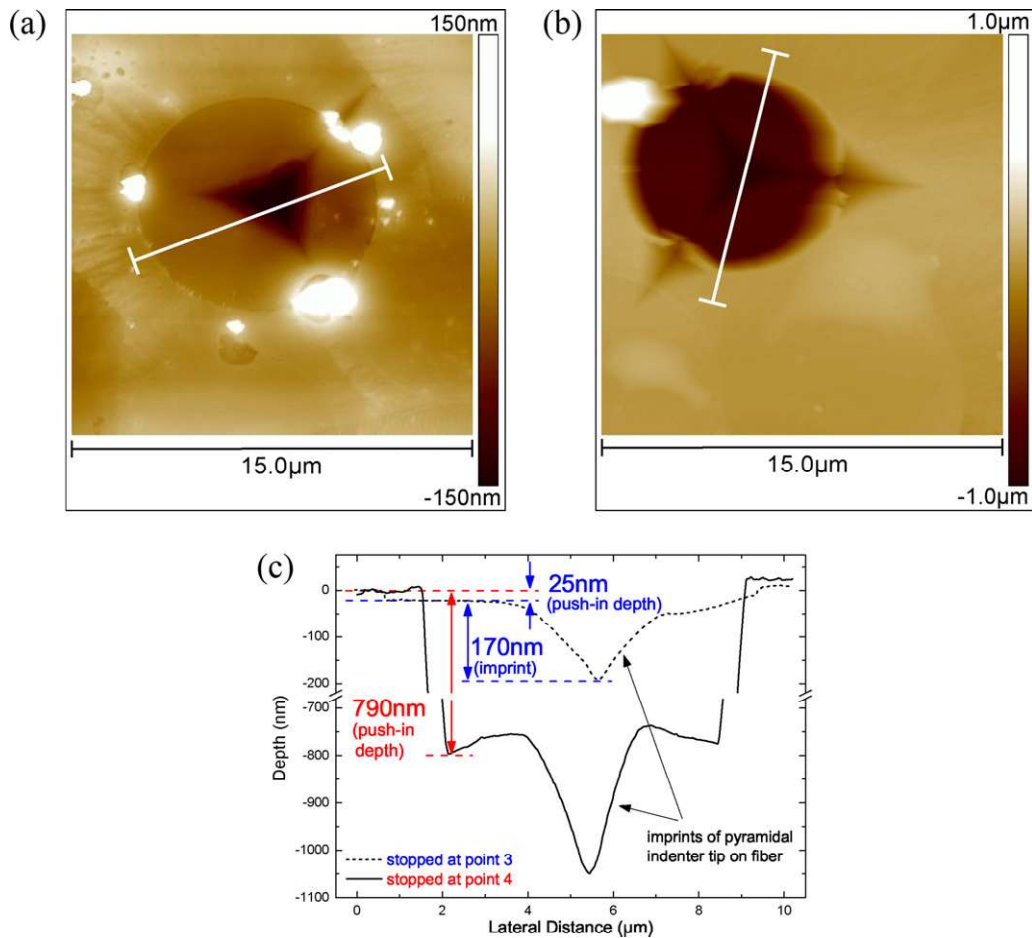 (a)
150nm
15.0µm
-150nm
(b)
1.0µm
15.0µm
-1.0µm
(c)
25nm
(push-in depth)
170nm
(imprint)
790nm
(push-in
depth)
imprints of pyramidal
indenter tip on fiber
stopped at point 3
stopped at point 4
0
-100
-200
-700
-800
-900
-1000
-1100
Depth (nm)
0 2 4 6 8 10
Lateral Distance (µm)